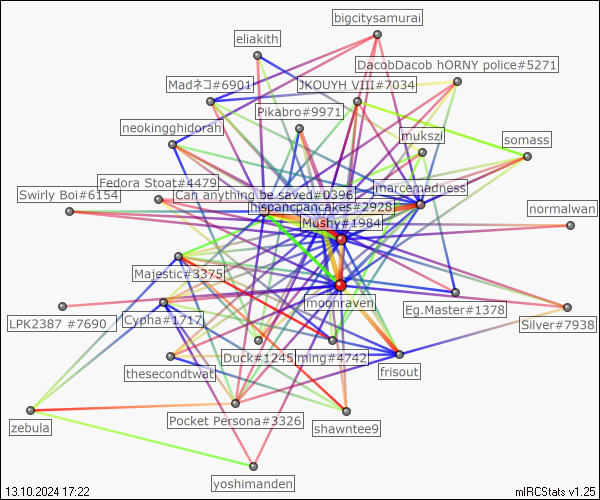 bigcitysamurai
eliakith
DacobDacob hORNY police#5271
Madネコ#6901
JKOUYH VIII#7034
Pikabro#9971
neokingghidorah
mukszi
somass
Fedora Stoat#4479
marcemadness
Swirly Boi#6154
Can anything be saved#0396
hispancpancakes#2928
normalwan
Mushy#1984
Majestic#3375
moonraven
Eg.Master#1378
LPK2387 #7690
Cypha#1717
Silver#7938
Duck#1245
ming#4742
thesecondtwat
frisout
Pocket Persona#3326
zebula
shawntee9
yoshimanden
13.10.2024 17:22
mIRCStats v1.25